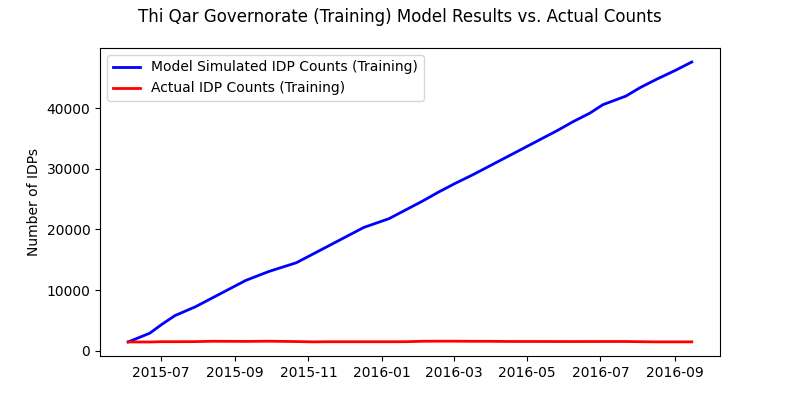 Thi Qar Governorate (Training) Model Results vs. Actual Counts
Model Simulated IDP Counts (Training)
Actual IDP Counts (Training)
Number of IDPs
40000
30000
20000
10000
0
2015-07 2015-09 2015-11 2016-01 2016-03 2016-05 2016-07 2016-09